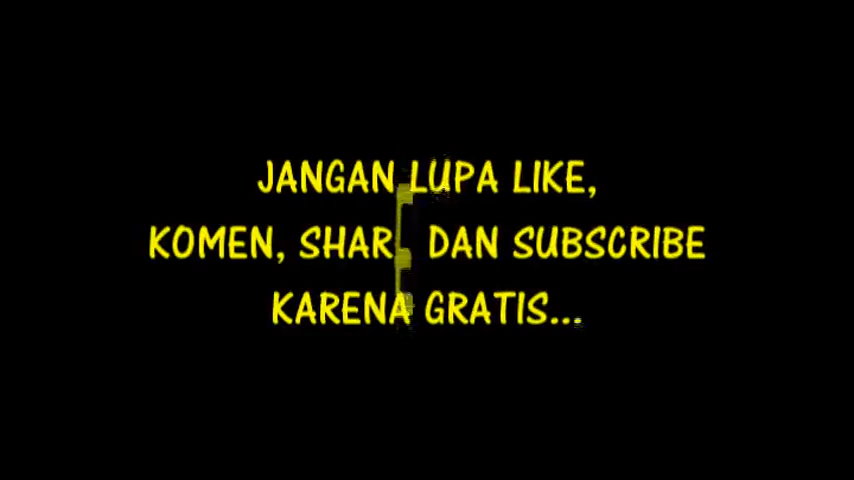 JANGAN LUPA LIKE,
KOMEN, SHAR DAN SUBSCRIBE
KARENA GRATIS...